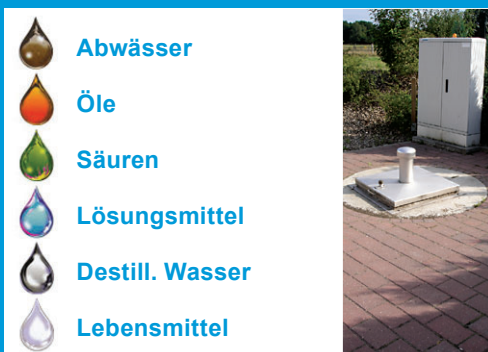 Abwässer
Öle
Säuren
Lösungsmittel
Destill. Wasser
Lebensmittel